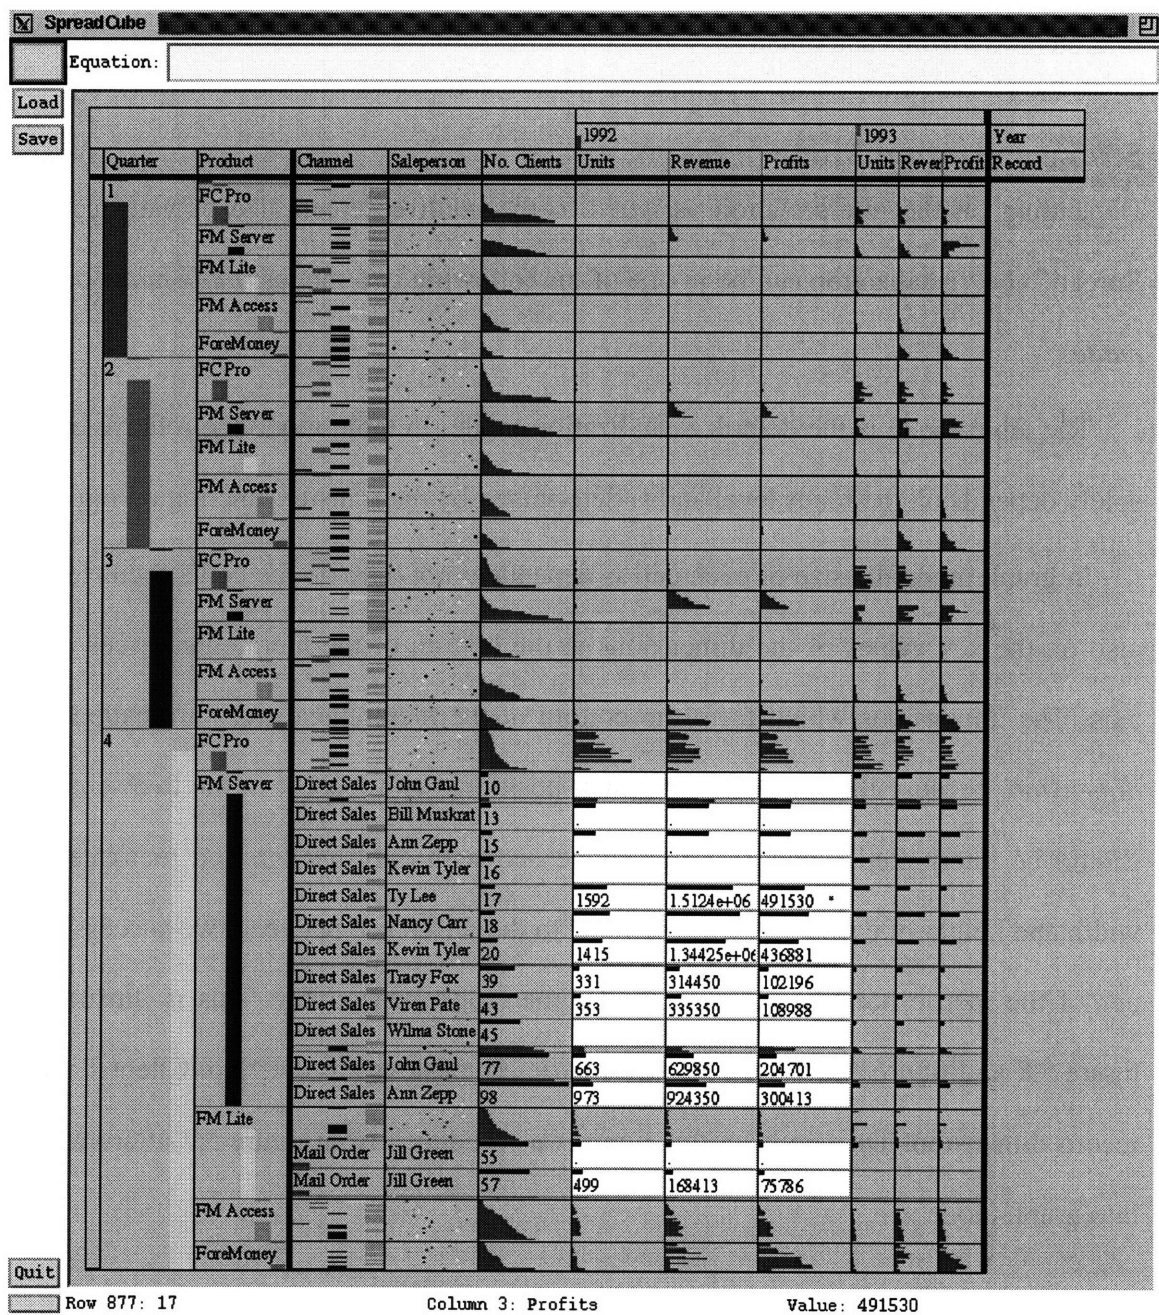 SpreadCube
Equation:
Load
Save
1992 1993 Year
Quarter Product Channel Saleperson No. Clients Units Revenue Profits Units Rever Profit Record
1 FC Pro
FM Server
FM Lite
FM Access
ForeMoney
2 FC Pro
FM Server
FM Lite
FM Access
ForeMoney
3 FC Pro
FM Server
FM Lite
FM Access
ForeMoney
4 FC Pro
FM Server Direct Sales John Gaul 10
Direct Sales Bill Muskrat 13 . . .
Direct Sales Ann Zepp 15 . . .
Direct Sales Kevin Tyler 16
Direct Sales Ty Lee 17 1592 1.5124e+06 491530
Direct Sales Nancy Carr 18 . . .
Direct Sales Kevin Tyler 20 1415 1.34425e+06 436881
Direct Sales Tracy Fox 39 331 314450 102196
Direct Sales Viren Pate 43 353 335350 108988
Direct Sales Wilma Stone 45
Direct Sales John Gaul 77 663 629850 204701
Direct Sales Ann Zepp 98 973 924350 300413
FM Lite
Mail Order Jill Green 55 . . .
Mail Order Jill Green 57 499 168413 75786
FM Access
ForeMoney
Quit
Row 877: 17 Column 3: Profits Value: 491530